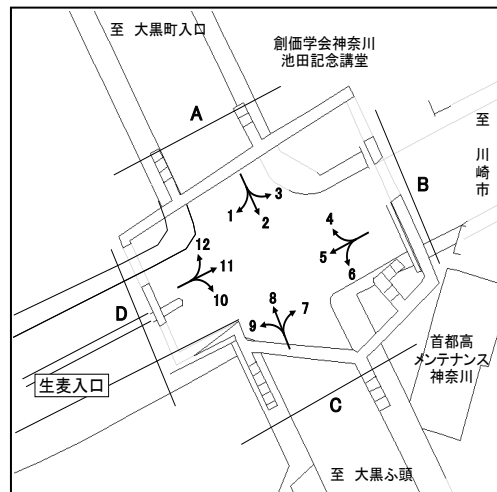 至 大黒町入口
創価学会神奈川
池田記念講堂
A
至
川
崎
市
B
3
1
2
4
5
6
12
11
10
8
7
9
D
生麦入口
首都高
メンテナンス
神奈川
C
至 大黒ふ頭